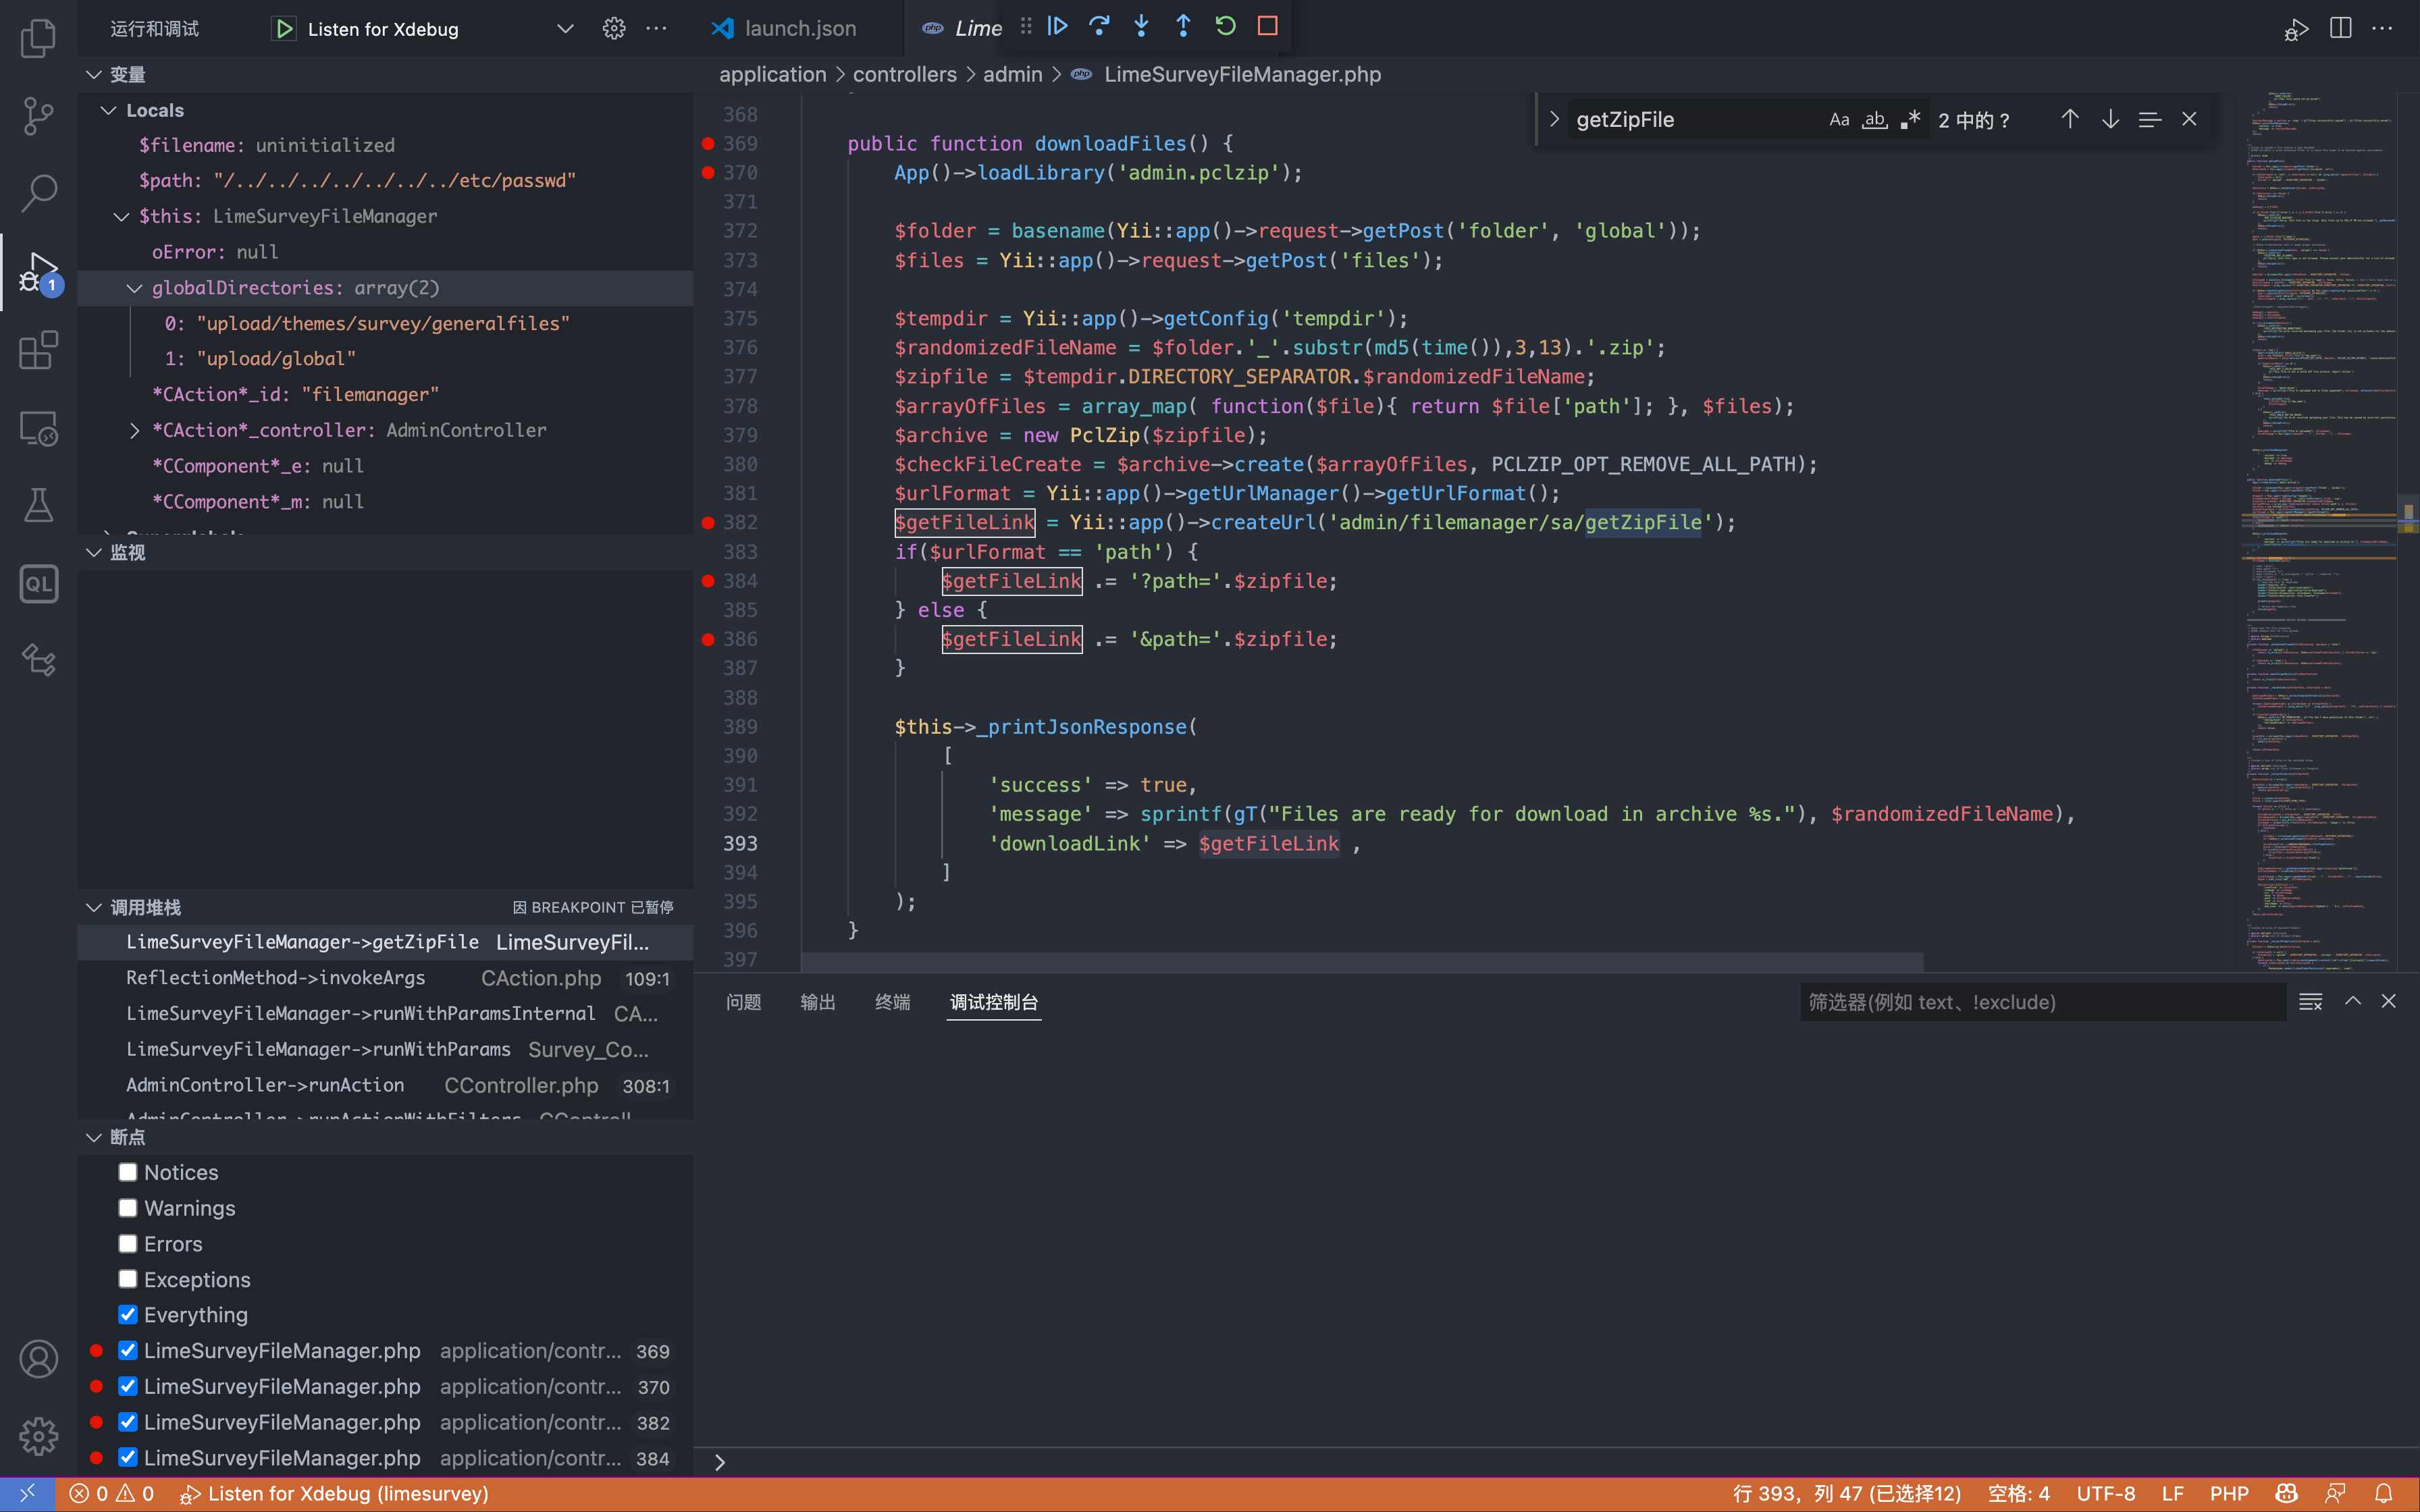 运行和调试
Listen for Xdebug
变量
Locals
$filename: uninitialized
$path: "/../../../../../../../etc/passwd"
$this: LimeSurveyFileManager
oError: null
globalDirectories: array(2)
0: "upload/themes/survey/generalfiles"
1: "upload/global"
*CAction*_id: "filemanager"
*CAction*_controller: AdminController
*CComponent*_e: null
*CComponent*_m: null
监视
调用堆栈 因 BREAKPOINT 已暂停
LimeSurveyFileManager->getZipFile LimeSurveyFil...
ReflectionMethod->invokeArgs CAction.php 109:1
LimeSurveyFileManager->runWithParamsInternal CA...
LimeSurveyFileManager->runWithParams Survey_Co...
AdminController->runAction CController.php 308:1
AdminController->runActionWithFilters CControll
断点
Notices
Warnings
Errors
Exceptions
Everything
LimeSurveyFileManager.php application/contr... 369
LimeSurveyFileManager.php application/contr... 370
LimeSurveyFileManager.php application/contr... 382
LimeSurveyFileManager.php application/contr... 384
launch.json
php Lime
application > controllers > admin > php LimeSurveyFileManager.php
getZipFile Aa ab 2 中的 ?
368
369 public function downloadFiles() {
370 App()->loadLibrary('admin.pclzip');
371
372 $folder = basename(Yii::app()->request->getPost('folder', 'global'));
373 $files = Yii::app()->request->getPost('files');
374
375 $tempdir = Yii::app()->getConfig('tempdir');
376 $randomizedFileName = $folder.'_'.substr(md5(time()),3,13).'.zip';
377 $zipfile = $tempdir.DIRECTORY_SEPARATOR.$randomizedFileName;
378 $arrayOfFiles = array_map( function($file){ return $file['path']; }, $files);
379 $archive = new PclZip($zipfile);
380 $checkFileCreate = $archive->create($arrayOfFiles, PCLZIP_OPT_REMOVE_ALL_PATH);
381 $urlFormat = Yii::app()->getUrlManager()->getUrlFormat();
382 $getFileLink = Yii::app()->createUrl('admin/filemanager/sa/getZipFile');
383 if($urlFormat == 'path') {
384 $getFileLink .= '?path='.$zipfile;
385 } else {
386 $getFileLink .= '&path='.$zipfile;
387 }
388
389 $this->_printJsonResponse(
390 [
391 'success' => true,
392 'message' => sprintf(gT("Files are ready for download in archive %s."), $randomizedFileName),
393 'downloadLink' => $getFileLink ,
394 ]
395 );
396 }
397
问题 输出 终端 调试控制台
筛选器(例如 text、!exclude)
1
QL
0 0 Listen for Xdebug (limesurvey)
行 393，列 47 (已选择12) 空格: 4 UTF-8 LF PHP